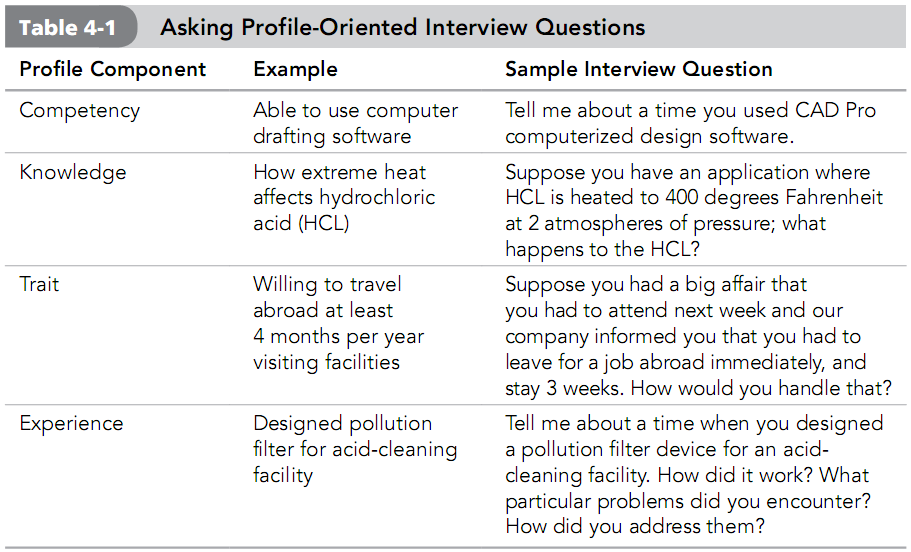 Table 4-1 Asking Profile-Oriented Interview Questions
Profile Component Example Sample Interview Question
Competency Able to use computer Tell me about a time you used CAD Pro
drafting software computerized design software.
Knowledge How extreme heat Suppose you have an application where
affects hydrochloric HCL is heated to 400 degrees Fahrenheit
acid (HCL) at 2 atmospheres of pressure; what
happens to the HCL?
Trait Willing to travel Suppose you had a big affair that
abroad at least you had to attend next week and our
4 months per year company informed you that you had to
visiting facilities leave for a job abroad immediately, and
stay 3 weeks. How would you handle that?
Experience Designed pollution Tell me about a time when you designed
filter for acid-cleaning a pollution filter device for an acid-
facility cleaning facility. How did it work? What
particular problems did you encounter?
How did you address them?